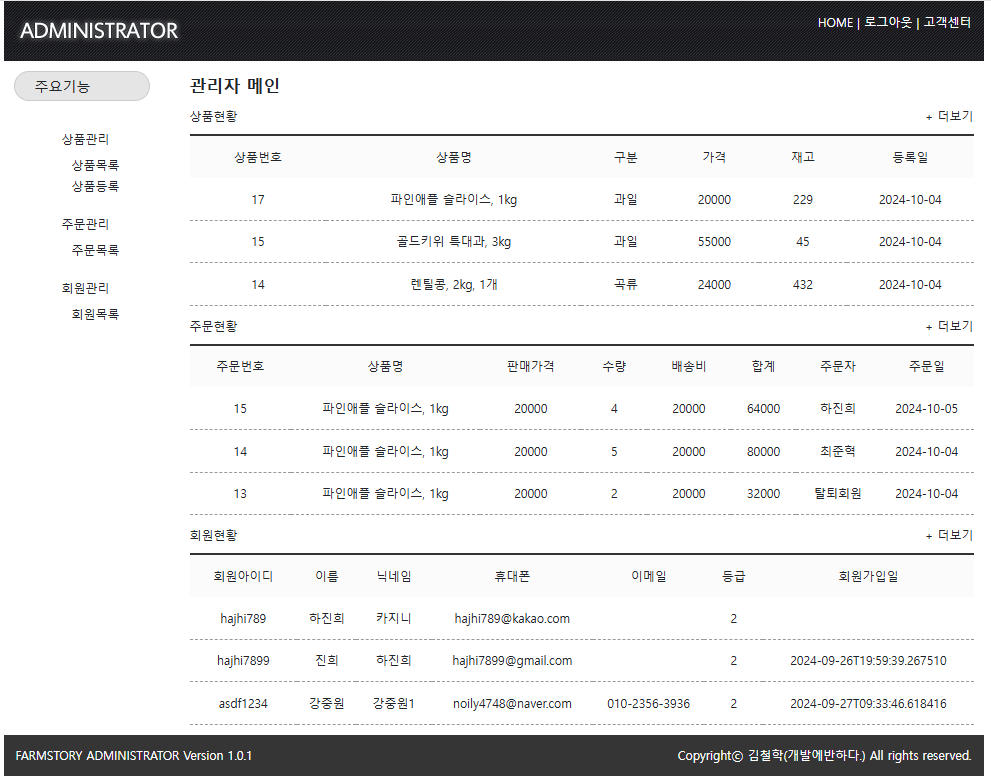 ADMINISTRATOR
HOME | 로그아웃 | 고객센터
주요기능
상품관리
상품목록
상품등록
주문관리
주문목록
회원관리
회원목록
관리자 메인
상품현황 + 더보기
상품번호 상품명 구분 가격 재고 등록일
17 파인애플 슬라이스, 1kg 과일 20000 229 2024-10-04
15 골드키위 특대과, 3kg 과일 55000 45 2024-10-04
14 렌틸콩, 2kg, 1개 곡류 24000 432 2024-10-04
주문현황 + 더보기
주문번호 상품명 판매가격 수량 배송비 합계 주문자 주문일
15 파인애플 슬라이스, 1kg 20000 4 20000 64000 하진희 2024-10-05
14 파인애플 슬라이스, 1kg 20000 5 20000 80000 최준혁 2024-10-04
13 파인애플 슬라이스, 1kg 20000 2 20000 32000 탈퇴회원 2024-10-04
회원현황 + 더보기
회원아이디 이름 닉네임 휴대폰 이메일 등급 회원가입일
hajhi789 하진희 카지니 hajhi789@kakao.com 2
hajhi7899 진희 하진희 hajhi7899@gmail.com 2 2024-09-26T19:59:39.267510
asdf1234 강중원 강중원1 noily4748@naver.com 010-2356-3936 2 2024-09-27T09:33:46.618416
FARMSTORY ADMINISTRATOR Version 1.0.1
Copyright© 김철학(개발에반하다.) All rights reserved.